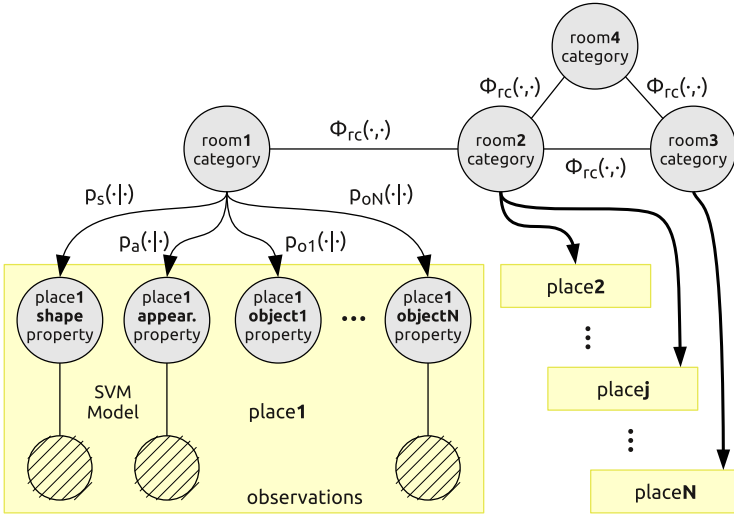 room4
category
Φrc(·,·)
Φrc(·,·)
Φrc(·,·)
room1
category
room2
category
room3
category
Φrc(·,·)
ps(·|·)
poN(·|·)
pa(·|·)
po1(·|·)
place1
shape
property
place1
appear.
property
place1
object1
property
...
place1
objectN
property
place2
SVM
Model
place1
placej
observations
placeN